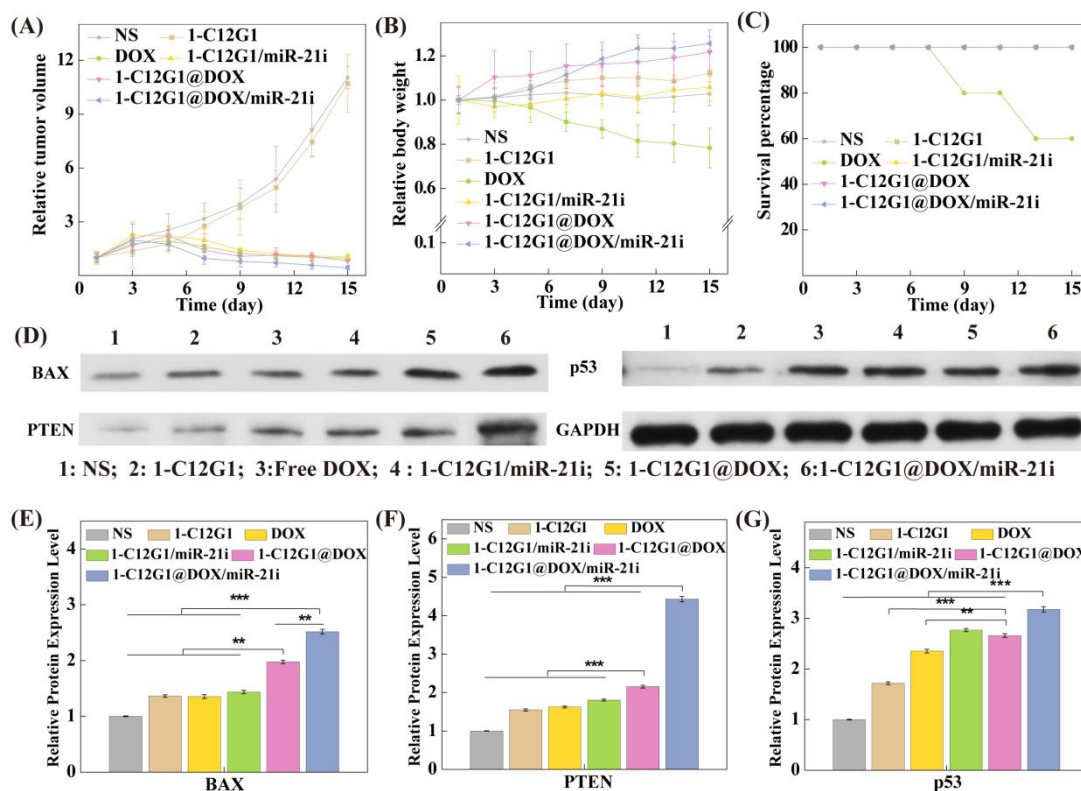 (A)
NS 1-C12G1
DOX 1-C12G1/miR-21i
1-C12G1@DOX
1-C12G1@DOX/miR-21i
Relative tumor volume
12
9
6
3
0 3 6 9 12 15
Time (day)
(B)
Relative body weight
1.2
1.0
0.8
0.6
0.1
NS
1-C12G1
DOX
1-C12G1/miR-21i
1-C12G1@DOX
1-C12G1@DOX/miR-21i
0 3 6 9 12 15
Time (day)
(C)
Survival percentage
100
80
60
40
20
NS 1-C12G1
DOX 1-C12G1/miR-21i
1-C12G1@DOX
1-C12G1@DOX/miR-21i
0 3 6 9 12 15
Time (day)
(D)
1 2 3 4 5 6
BAX
PTEN
1 2 3 4 5 6
p53
GAPDH
1: NS; 2: 1-C12G1; 3:Free DOX; 4 : 1-C12G1/miR-21i; 5: 1-C12G1@DOX; 6:1-C12G1@DOX/miR-21i
(E)
NS 1-C12G1 DOX
1-C12G1/miR-21i 1-C12G1@DOX
1-C12G1@DOX/miR-21i
Relative Protein Expression Level
4
3
2
1
0
***
**
**
BAX
(F)
NS 1-C12G1 DOX
1-C12G1/miR-21i 1-C12G1@DOX
1-C12G1@DOX/miR-21i
Relative Protein Expression Level
6
5
4
3
2
1
0
***
***
PTEN
(G)
NS 1-C12G1 DOX
1-C12G1/miR-21i 1-C12G1@DOX
1-C12G1@DOX/miR-21i
Relative Protein Expression Level
4
3
2
1
0
***
***
**
p53